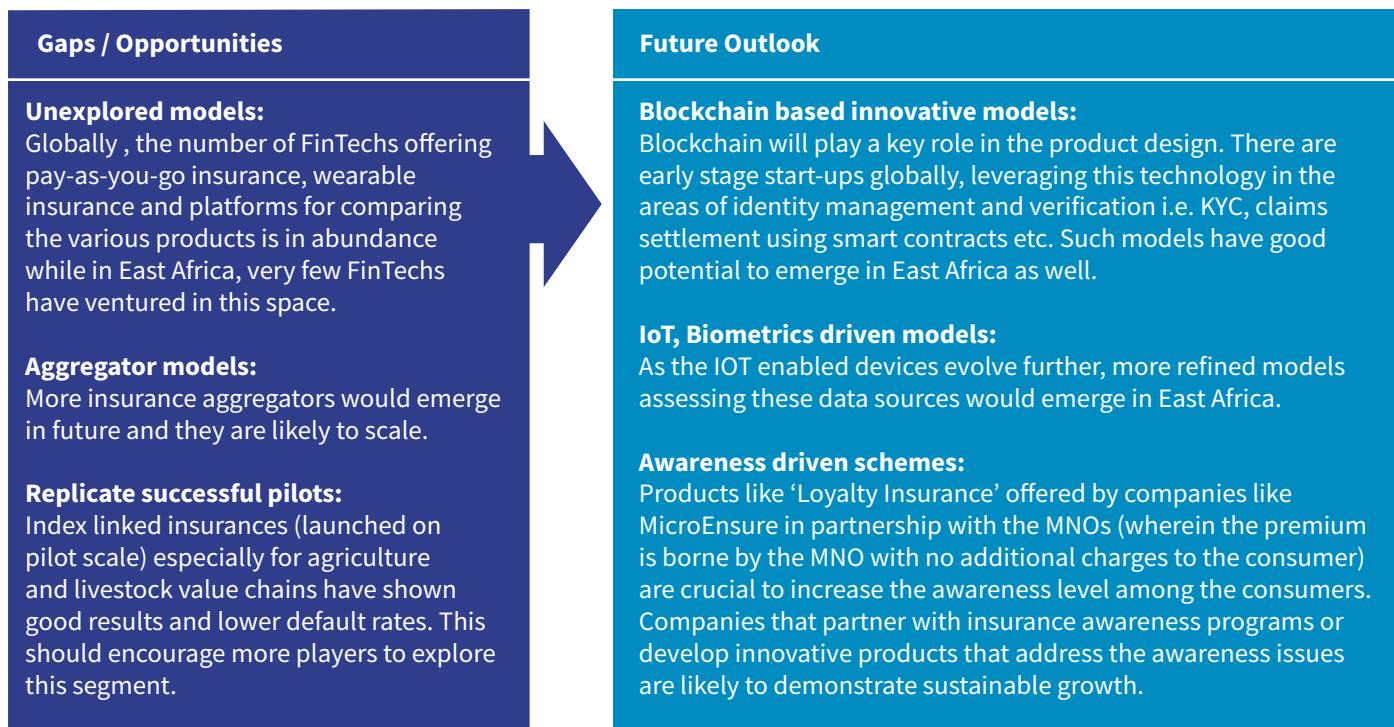 Gaps / Opportunities
Unexplored models:
Globally , the number of FinTechs offering
pay-as-you-go insurance, wearable
insurance and platforms for comparing
the various products is in abundance
while in East Africa, very few FinTechs
have ventured in this space.
Aggregator models:
More insurance aggregators would emerge
in future and they are likely to scale.
Replicate successful pilots:
Index linked insurances (launched on
pilot scale) especially for agriculture
and livestock value chains have shown
good results and lower default rates. This
should encourage more players to explore
this segment.
Future Outlook
Blockchain based innovative models:
Blockchain will play a key role in the product design. There are
early stage start-ups globally, leveraging this technology in the
areas of identity management and verification i.e. KYC, claims
settlement using smart contracts etc. Such models have good
potential to emerge in East Africa as well.
IoT, Biometrics driven models:
As the IOT enabled devices evolve further, more refined models
assessing these data sources would emerge in East Africa.
Awareness driven schemes:
Products like ‘Loyalty Insurance’ offered by companies like
MicroEnsure in partnership with the MNOs (wherein the premium
is borne by the MNO with no additional charges to the consumer)
are crucial to increase the awareness level among the consumers.
Companies that partner with insurance awareness programs or
develop innovative products that address the awareness issues
are likely to demonstrate sustainable growth.